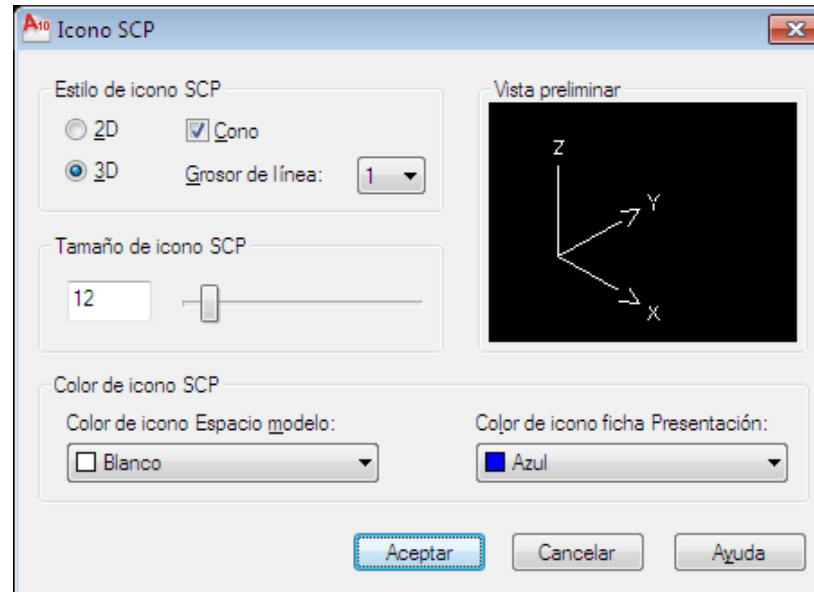 A10 Icono SCP
Estilo de icono SCP
2D Cono
3D Grosor de línea: 1
Vista preliminar
Z
Y
X
Tamaño de icono SCP
12
Color de icono SCP
Color de icono Espacio modelo:
Blanco
Color de icono ficha Presentación:
Azul
Aceptar Cancelar Ayuda